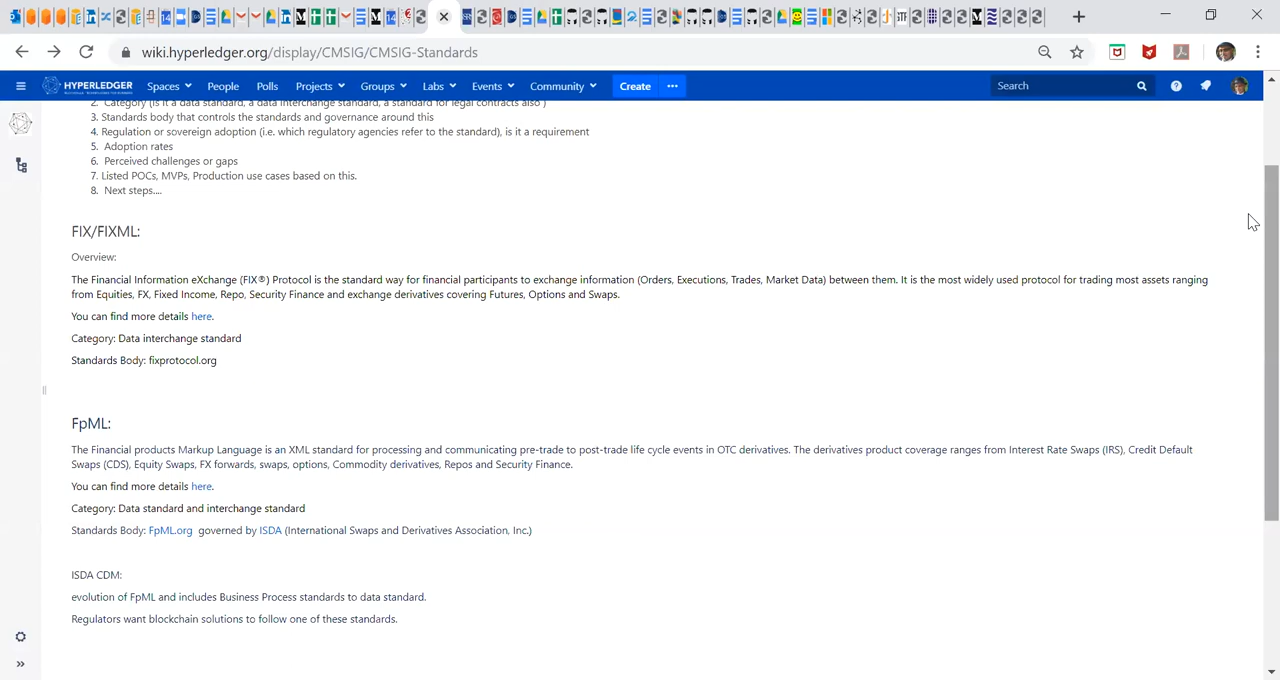 wiki.hyperledger.org/display/CMSIG/CMSIG-Standards
HYPERLEDGER Spaces People Polls Projects Groups Labs Events Community Create ••• Search
2. Category (is it a data standard, a data interchange standard, a standard for legal contracts also )
3. Standards body that controls the standards and governance around this
4. Regulation or sovereign adoption (i.e. which regulatory agencies refer to the standard), is it a requirement
5. Adoption rates
6. Perceived challenges or gaps
7. Listed POCs, MVPs, Production use cases based on this.
8. Next steps....
FIX/FIXML:
Overview:
The Financial Information eXchange (FIX®) Protocol is the standard way for financial participants to exchange information (Orders, Executions, Trades, Market Data) between them. It is the most widely used protocol for trading most assets ranging
from Equities, FX, Fixed Income, Repo, Security Finance and exchange derivatives covering Futures, Options and Swaps.
You can find more details here.
Category: Data interchange standard
Standards Body: fixprotocol.org
FpML:
The Financial products Markup Language is an XML standard for processing and communicating pre-trade to post-trade life cycle events in OTC derivatives. The derivatives product coverage ranges from Interest Rate Swaps (IRS), Credit Default
Swaps (CDS), Equity Swaps, FX forwards, swaps, options, Commodity derivatives, Repos and Security Finance.
You can find more details here.
Category: Data standard and interchange standard
Standards Body: FpML.org governed by ISDA (International Swaps and Derivatives Association, Inc.)
ISDA CDM:
evolution of FpML and includes Business Process standards to data standard.
Regulators want blockchain solutions to follow one of these standards.